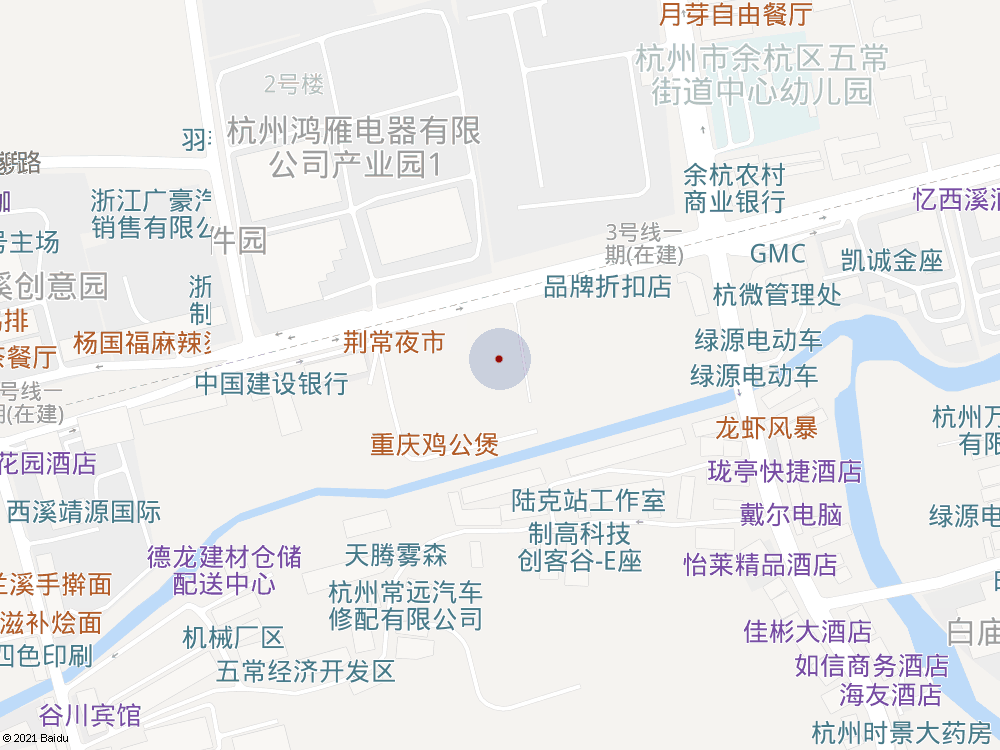 月芽自由餐厅
杭州市余杭区五常
街道中心幼儿园
2号楼
杭州鸿雁电器有限
公司产业园1
余杭农村
商业银行
浙江广豪汽
销售有限公
忆西溪酒
3号线一
期(在建)
牛园
号主场
GMC
凯诚金座
溪创意园
品牌折扣店
杭微管理处
浙
制
杨国福麻辣烫
荆常夜市
绿源电动车
茶餐厅
中国建设银行
绿源电动车
号线一
期(在建)
龙虾风暴
杭州万
有限
重庆鸡公煲
花园酒店
珑亭快捷酒店
西溪靖源国际
陆克站工作室
戴尔电脑
绿源电
制高科技
创客谷-E座
德龙建材仓储
配送中心
天腾雾森
怡莱精品酒店
兰溪手擀面
杭州常远汽车
修配有限公司
滋补烩面
机械厂区
佳彬大酒店
白庙
四色印刷
五常经济开发区
如信商务酒店
海友酒店
谷川宾馆
杭州时景大药房
© 2021 Baidu